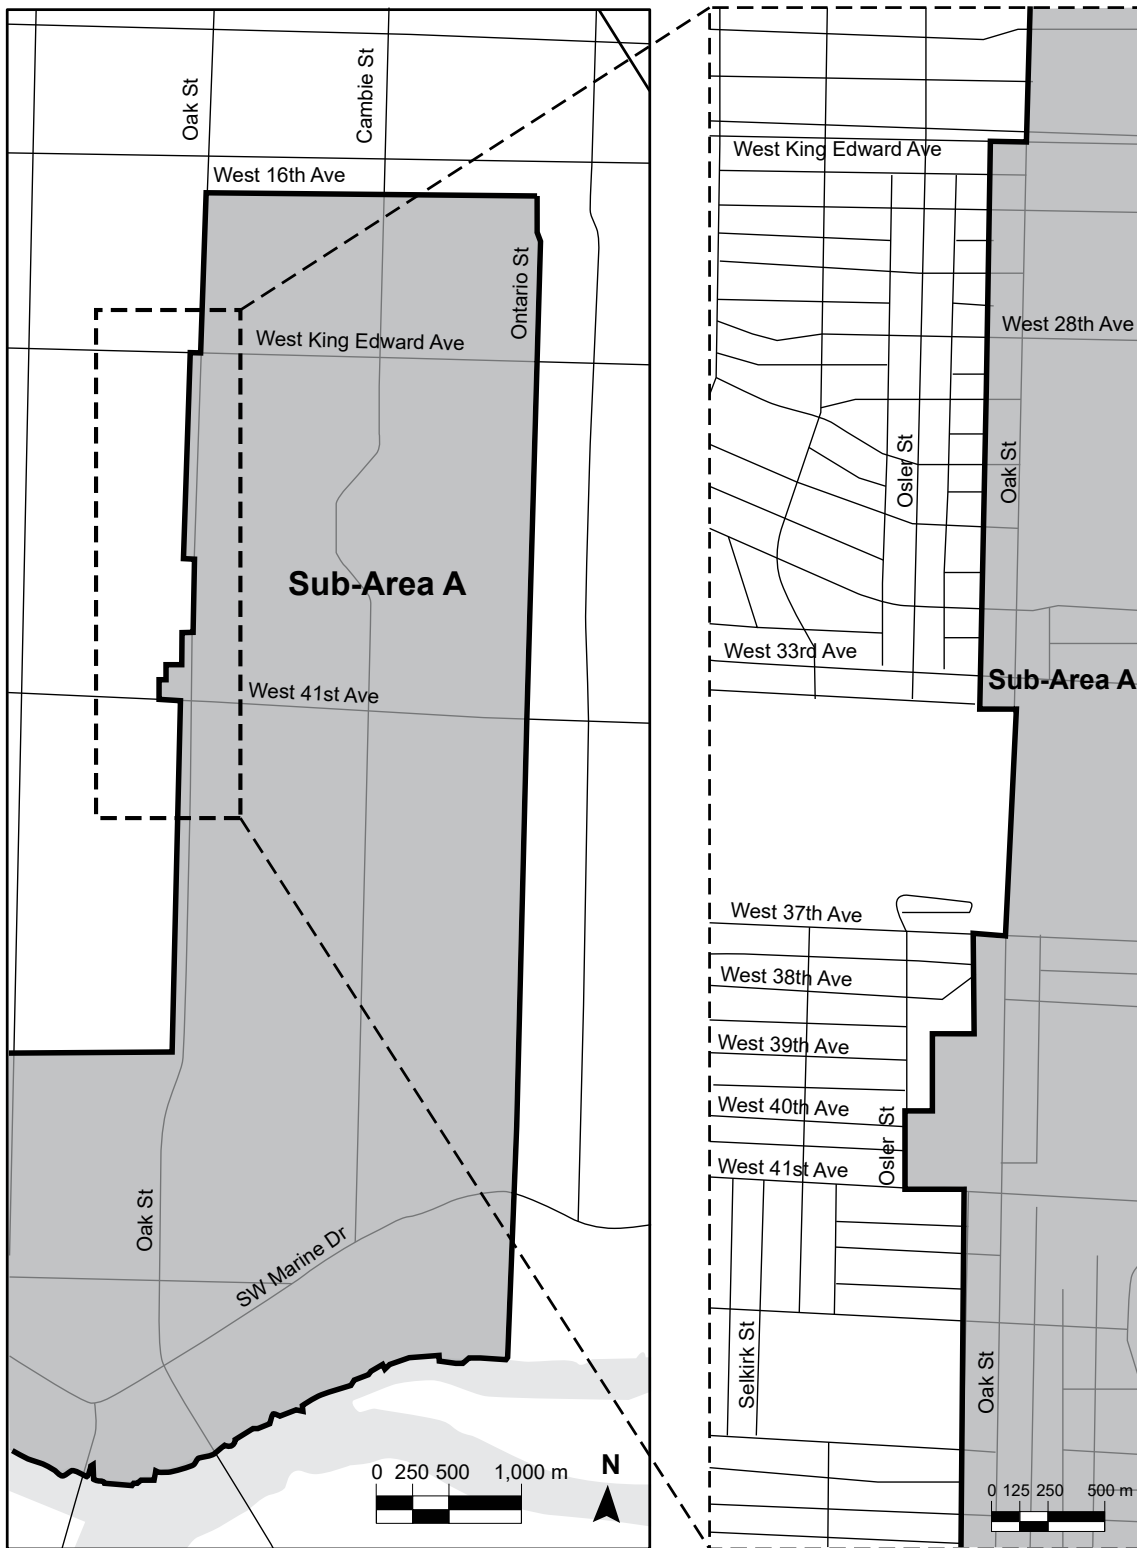 Oak St
Cambie St
West 16th Ave
Ontario St
West King Edward Ave
Sub-Area A
West 41st Ave
Oak St
SW Marine Dr
0 250 500 1,000 m
N
West King Edward Ave
West 28th Ave
Osler St
Oak St
West 33rd Ave
Sub-Area A
West 37th Ave
West 38th Ave
West 39th Ave
West 40th Ave
Osler St
West 41st Ave
Selkirk St
Oak St
0 125 250 500 m